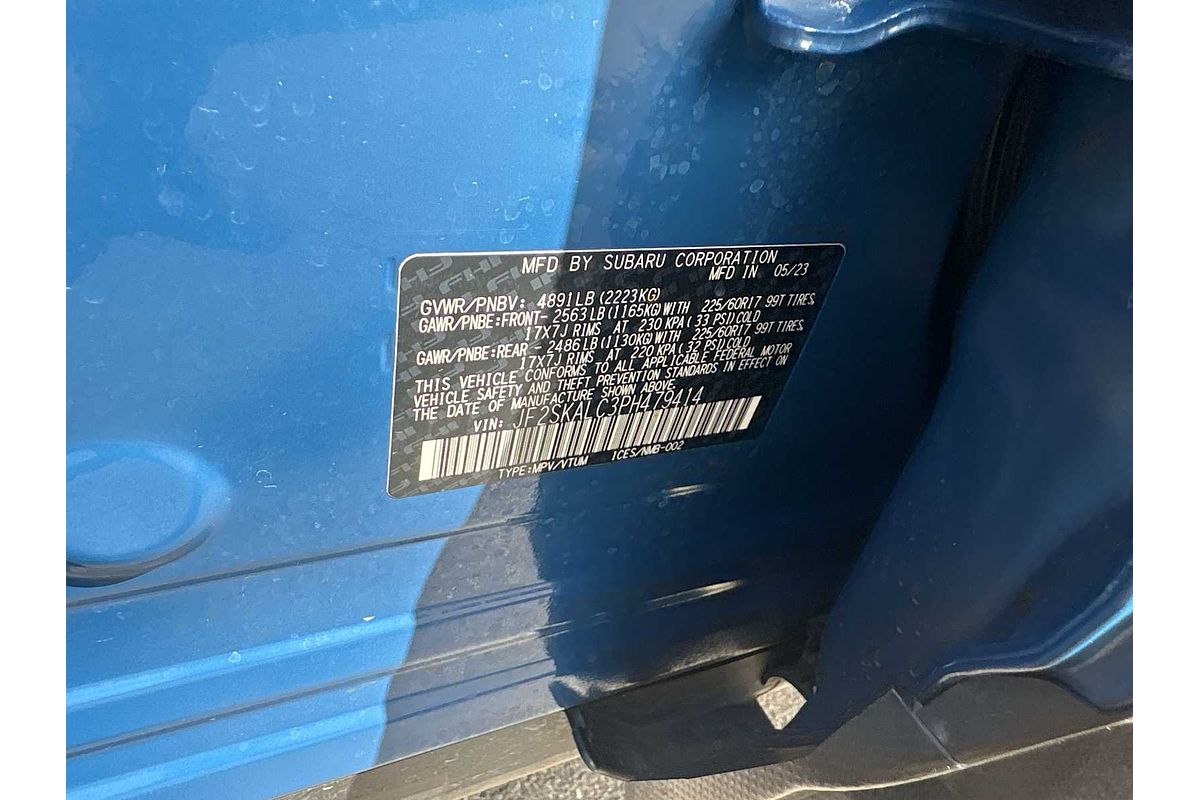 MFD BY SUBARU CORPORATION
MFD IN 05/23
GVWR/PNBV: 4891LB (2223KG)
GAWR/PNBE:FRONT- 2563LB (1165KG)WITH 225/60R17 99T TIRES
17X7J RIMS AT 230 KPA (33 PSI)COLD
GAWR/PNBE:REAR - 2486LB (1130KG)WITH 225/60R17 99T TIRES
17X7J RIMS AT 220 KPA (32 PSI)COLD
THIS VEHICLE CONFORMS TO ALL APPLICABLE FEDERAL MOTOR
VEHICLE SAFETY AND THEFT PREVENTION STANDARDS IN EFFECT ON
THE DATE OF MANUFACTURE SHOWN ABOVE.
VIN: JF2SKALC3PH479414
TYPE:MPV/VTUM ICES/NMB-002